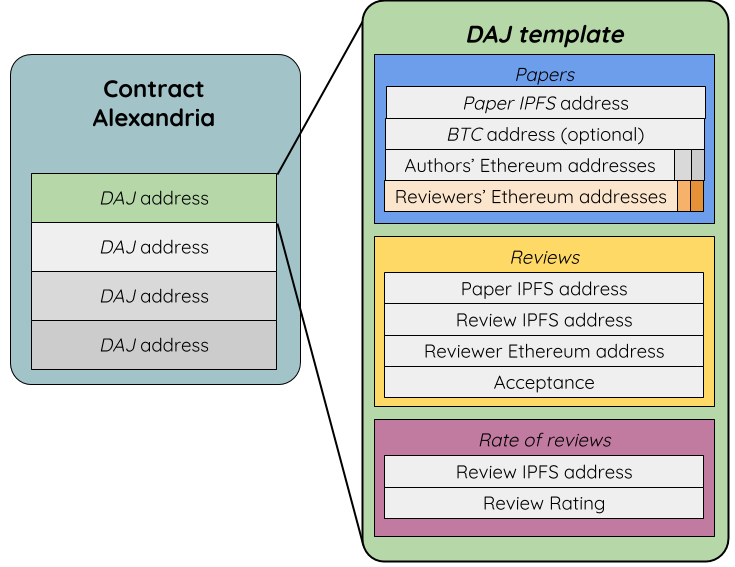 Contract
Alexandria
DAJ address
DAJ address
DAJ address
DAJ address
DAJ template
Papers
Paper IPFS address
BTC address (optional)
Authors’ Ethereum addresses
Reviewers’ Ethereum addresses
Reviews
Paper IPFS address
Review IPFS address
Reviewer Ethereum address
Acceptance
Rate of reviews
Review IPFS address
Review Rating